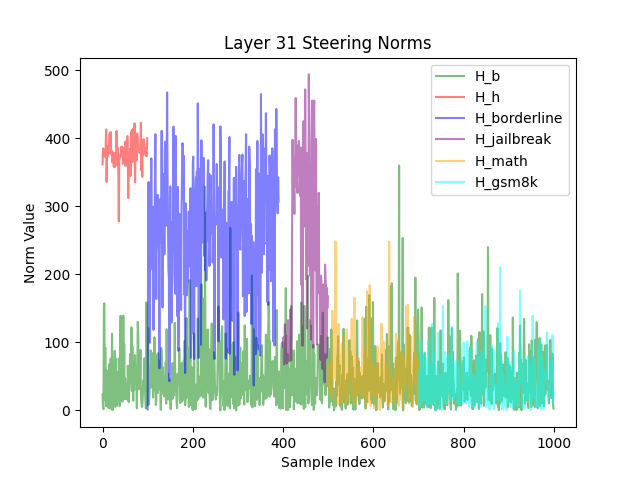 Layer 31 Steering Norms
500
400
300
200
100
0
Norm Value
H_b
H_h
H_borderline
H_jailbreak
H_math
H_gsm8k
0
200
400
600
800
1000
Sample Index